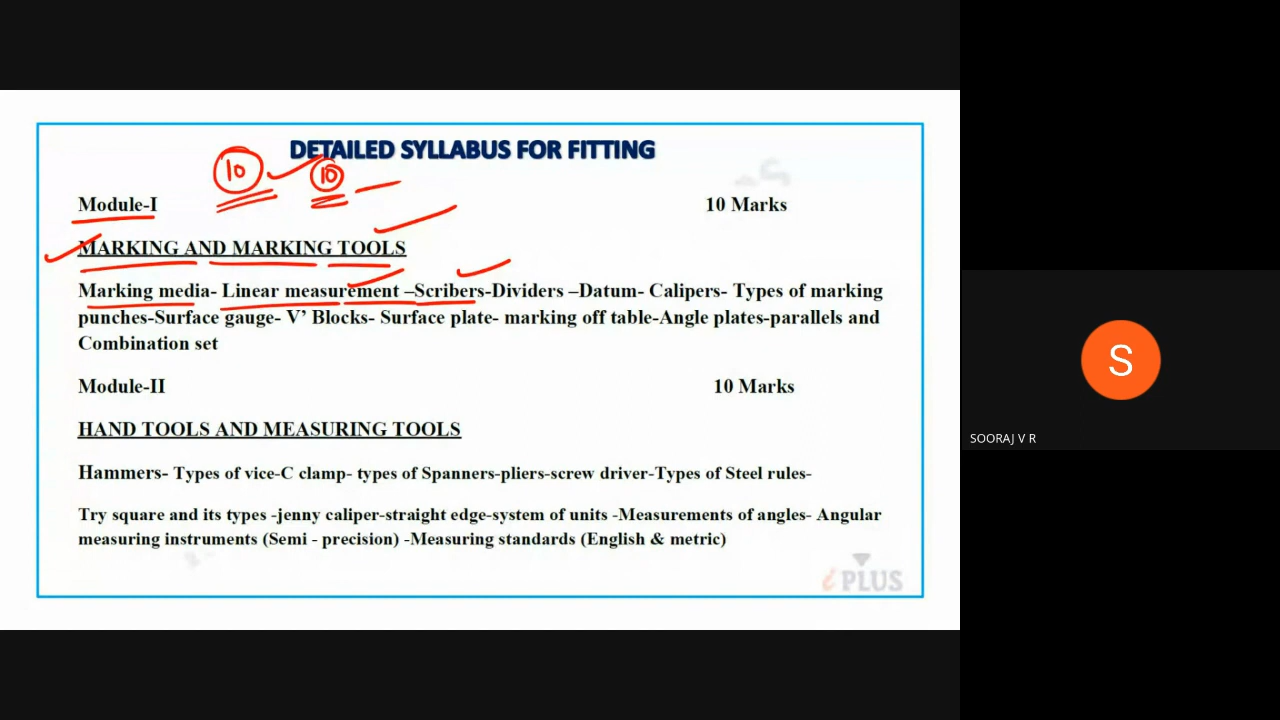 DETAILED SYLLABUS FOR FITTING
10 10
Module-I 10 Marks
MARKING AND MARKING TOOLS
Marking media- Linear measurement –Scribers-Dividers –Datum- Calipers- Types of marking
punches-Surface gauge- V’ Blocks- Surface plate- marking off table-Angle plates-parallels and
Combination set
Module-II 10 Marks
HAND TOOLS AND MEASURING TOOLS
Hammers- Types of vice-C clamp- types of Spanners-pliers-screw driver-Types of Steel rules-
Try square and its types -jenny caliper-straight edge-system of units -Measurements of angles- Angular
measuring instruments (Semi - precision) -Measuring standards (English & metric)
i PLUS
S
SOORAJ V R